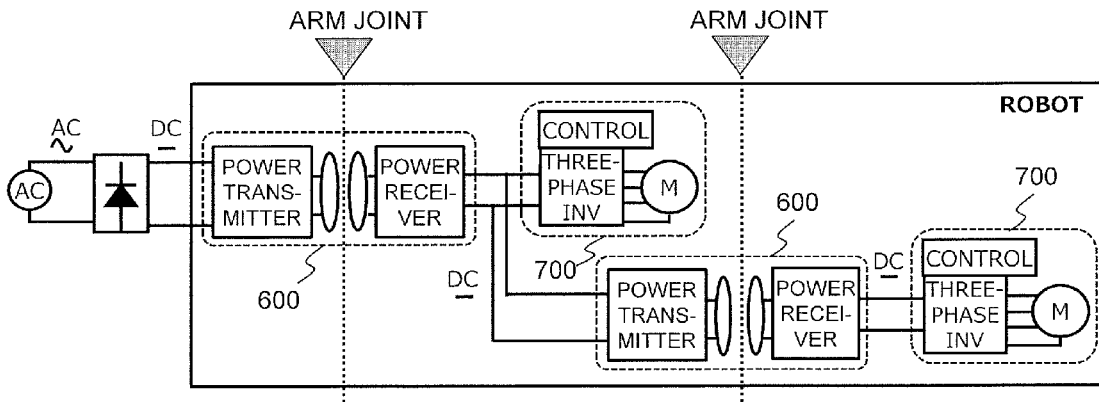 ARM JOINT
ARM JOINT
ROBOT
AC
DC
AC
POWER
TRANS-
MITTER
POWER
RECEI-
VER
CONTROL
THREE-
PHASE
INV
M
600
700
DC
POWER
TRANS-
MITTER
POWER
RECEI-
VER
600
DC
700
CONTROL
THREE-
PHASE
INV
M